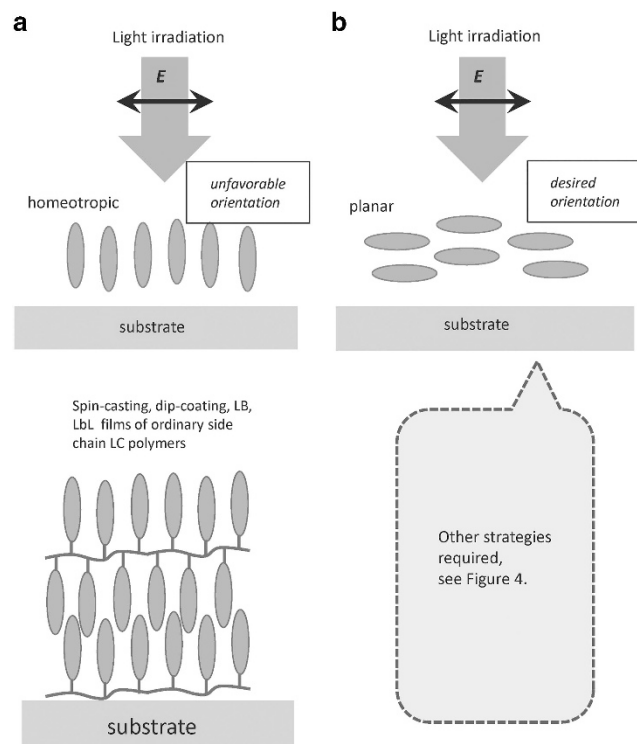 a
Light irradiation
E
unfavorable
orientation
homeotropic
substrate
Spin-casting, dip-coating, LB,
LbL films of ordinary side
chain LC polymers
substrate
b
Light irradiation
E
desired
orientation
planar
substrate
Other strategies
required,
see Figure 4.